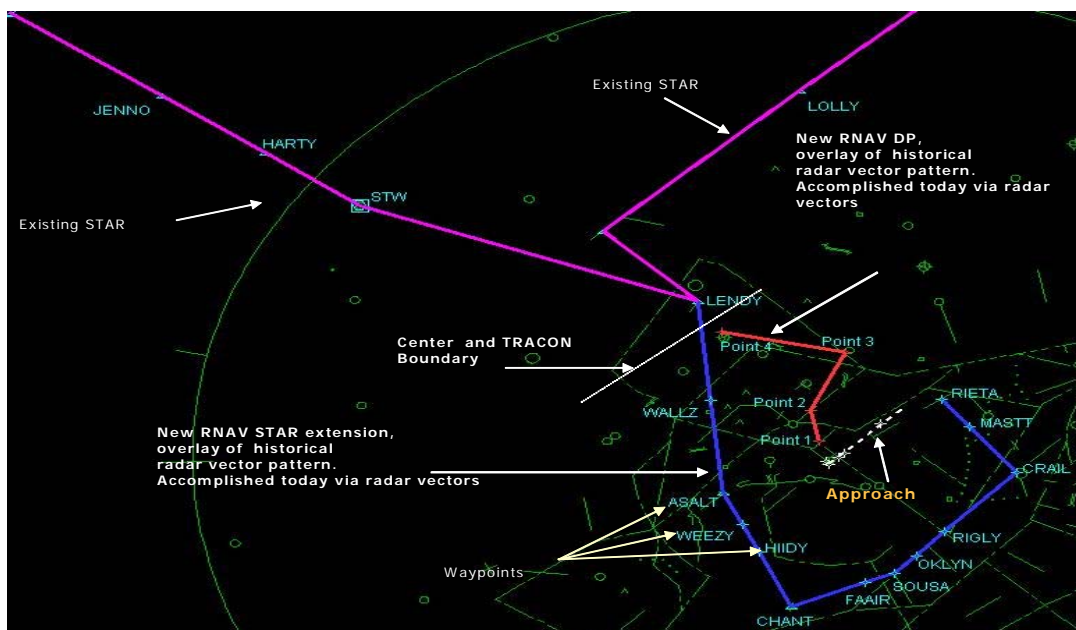 Existing STAR
LOLLY
JENNO
New RNAV DP,
overlay of historical
radar vector pattern.
Accomplished today via radar
vectors
HARTY
STW
Existing STAR
LENDY
Center and TRACON
Boundary
Point 4
Point 3
RIETA
Point 2
WALLZ
MASTT
New RNAV STAR extension,
overlay of historical
radar vector pattern.
Accomplished today via radar vectors
Point 1
CRAIL
Approach
ASALT
WEEZY
RIGLY
HIIDY
OKLYN
Waypoints
SOUSA
FAAIR
CHANT